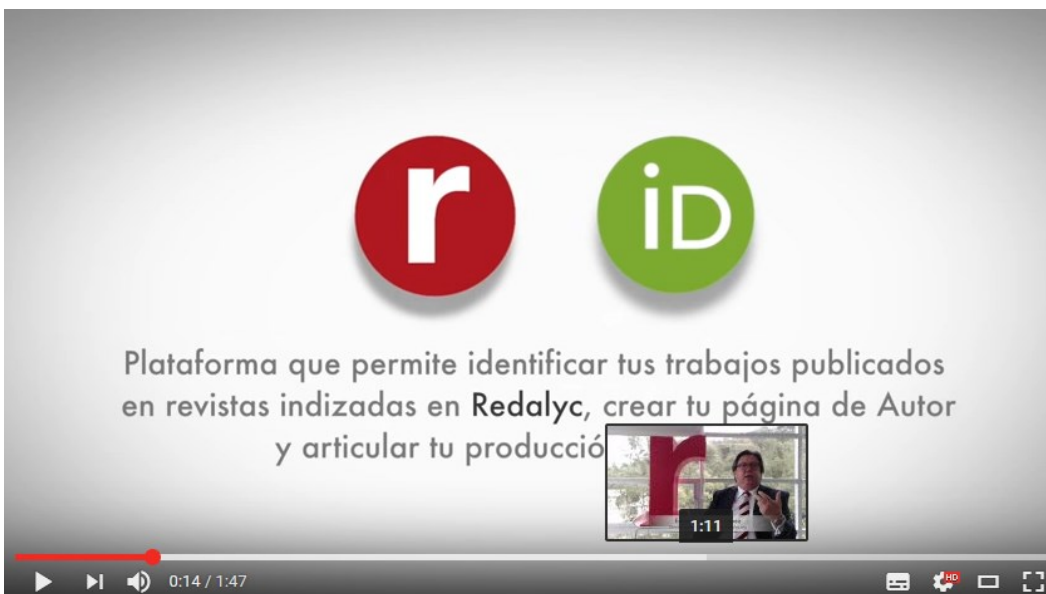 r iD
Plataforma que permite identificar tus trabajos publicados
en revistas indizadas en Redalyc, crear tu página de Autor
y articular tu producció
r
1:11
0:14 / 1:47
HD